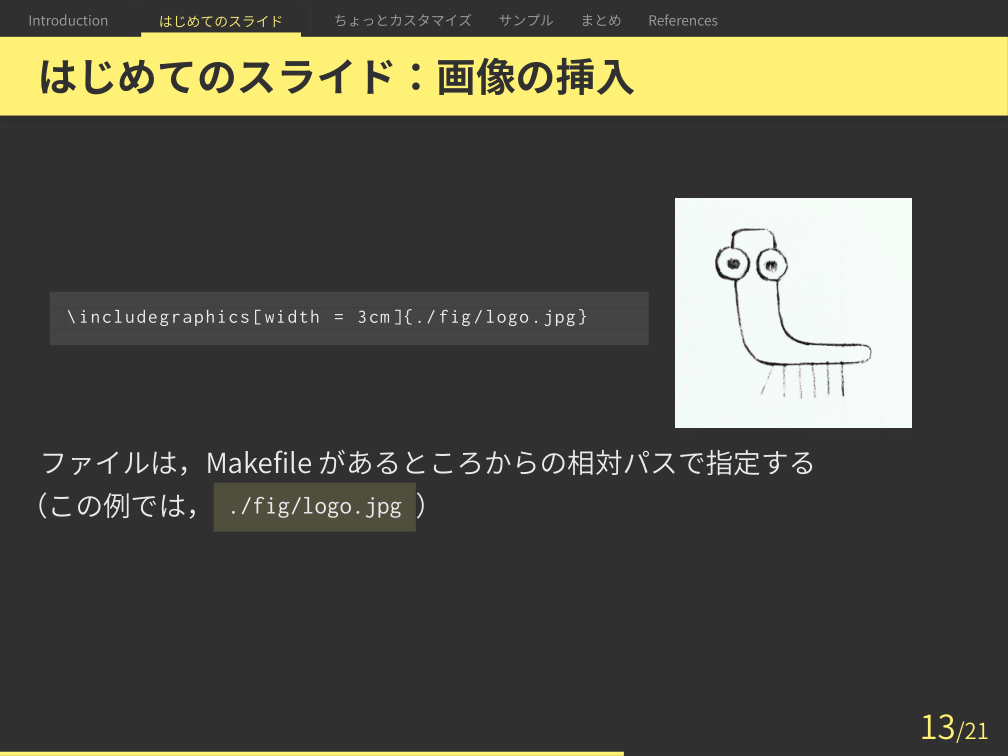 Introduction はじめてのスライド ちょっとカスタマイズ サンプル まとめ References
はじめてのスライド：画像の挿入
\includegraphics[width = 3cm]{./fig/logo.jpg}
ファイルは，Makefile があるところからの相対パスで指定する
（この例では， ./fig/logo.jpg ）
13/21